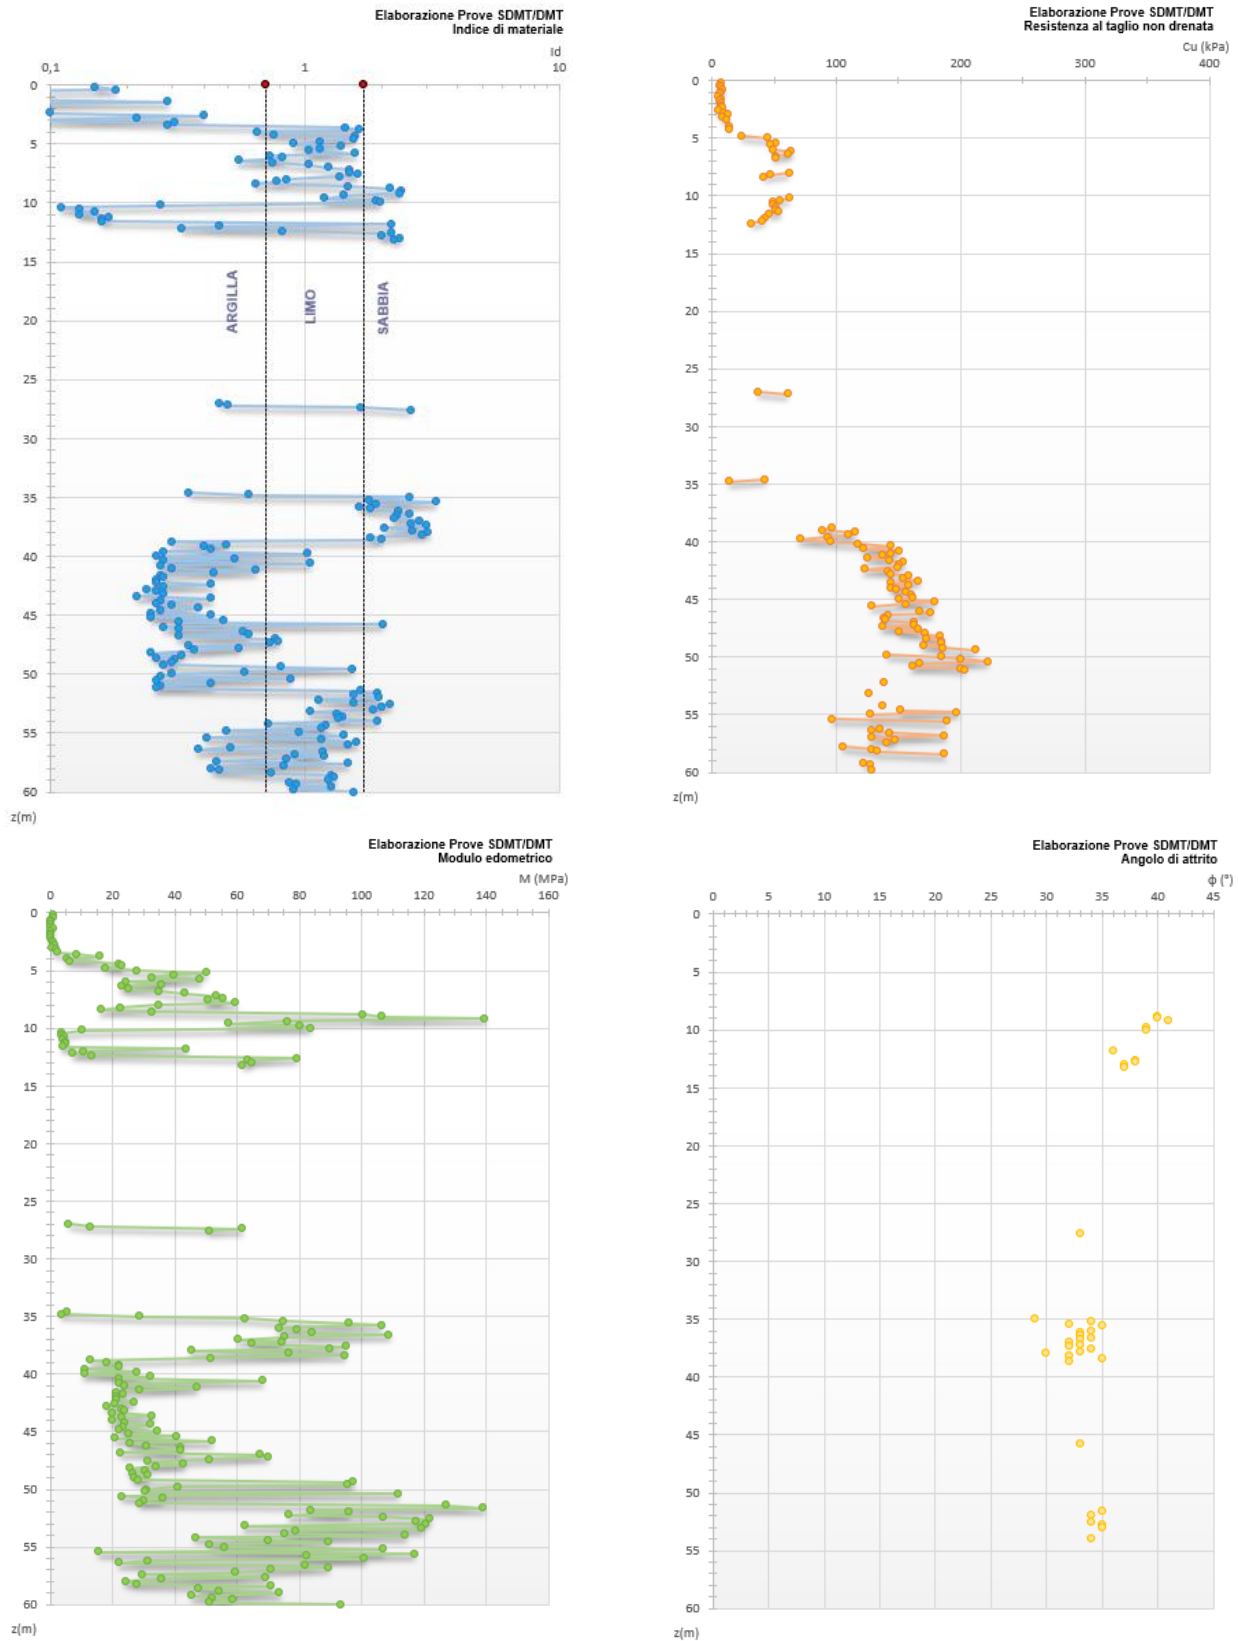 Elaborazione Prove SDMT/DMT
Indice di materiale
Id
0,1 1 10
0
5
10
15
20
25
30
35
40
45
50
55
60
z(m)
ARGILLA
LIMO
SABBIA
Elaborazione Prove SDMT/DMT
Resistenza al taglio non drenata
Cu (kPa)
0 100 200 300 400
0
5
10
15
20
25
30
35
40
45
50
55
60
z(m)
Elaborazione Prove SDMT/DMT
Modulo edometrico
M (MPa)
0 20 40 60 80 100 120 140 160
0
5
10
15
20
25
30
35
40
45
50
55
60
z(m)
Elaborazione Prove SDMT/DMT
Angolo di attrito
ϕ (°)
0 5 10 15 20 25 30 35 40 45
0
5
10
15
20
25
30
35
40
45
50
55
60
z(m)